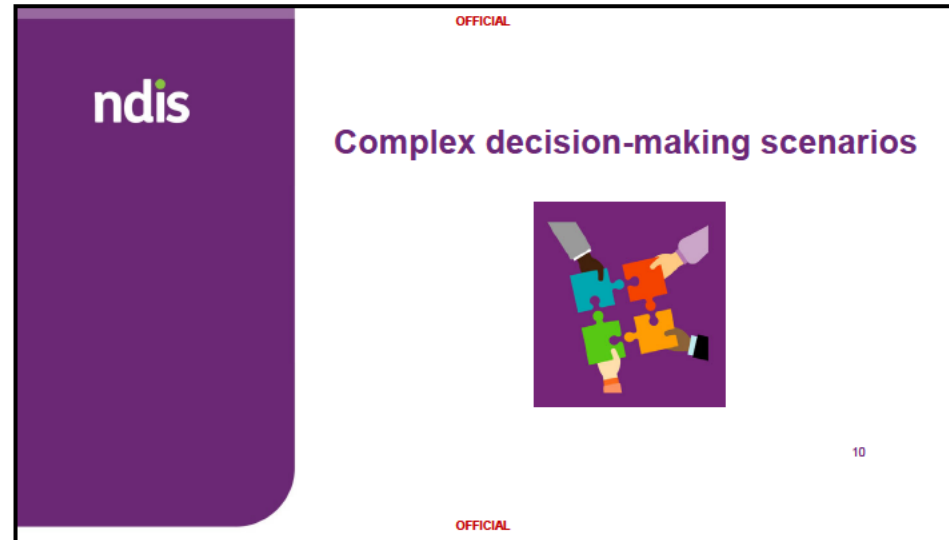 OFFICIAL
ndis
Complex decision-making scenarios
10
OFFICIAL